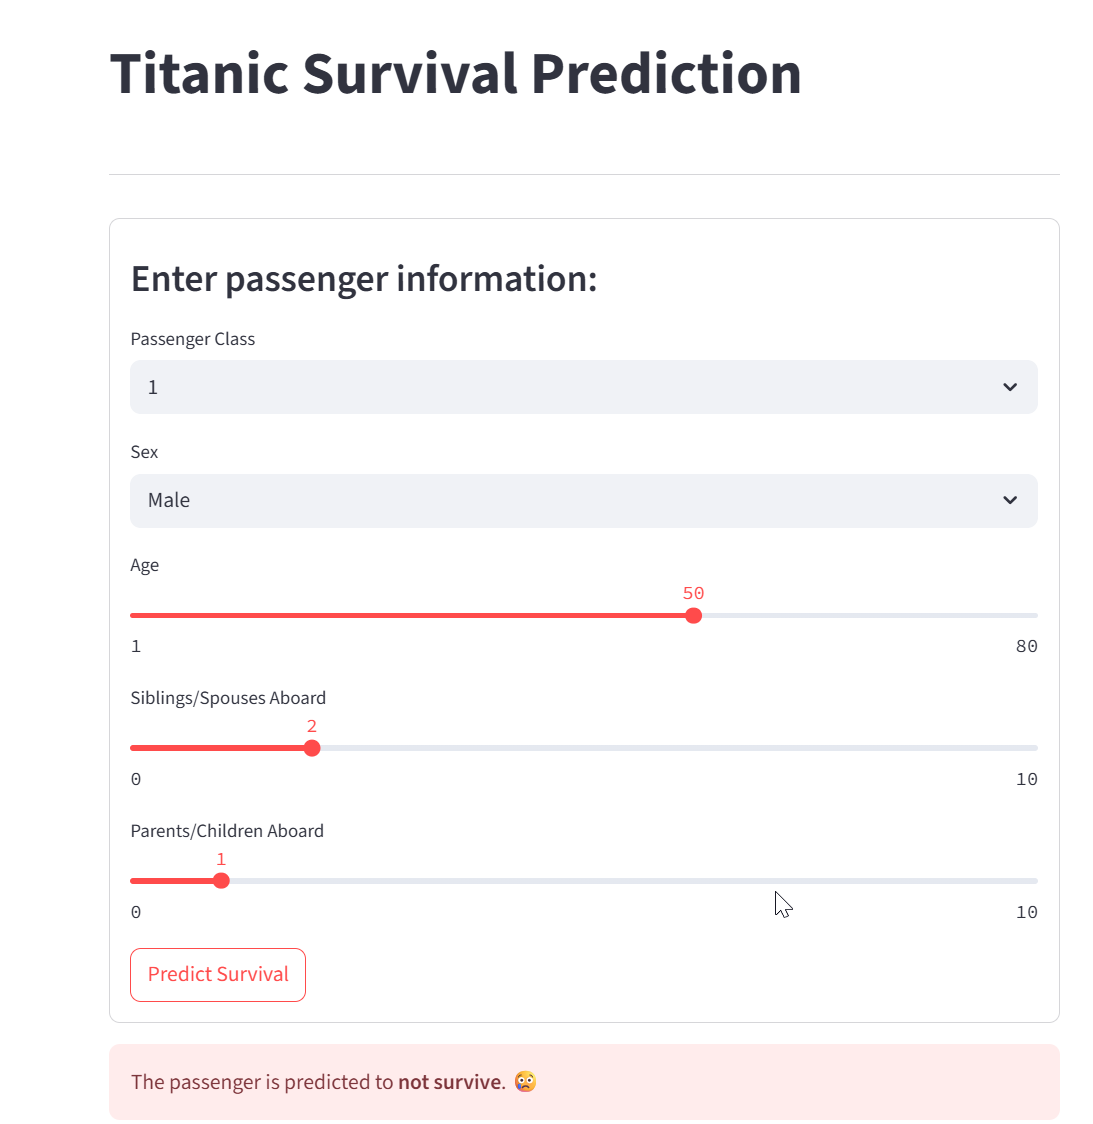 Titanic Survival Prediction
Enter passenger information:
Passenger Class
1
Sex
Male
Age
50
1 80
Siblings/Spouses Aboard
2
0 10
Parents/Children Aboard
1
0 10
Predict Survival
The passenger is predicted to not survive. 😢